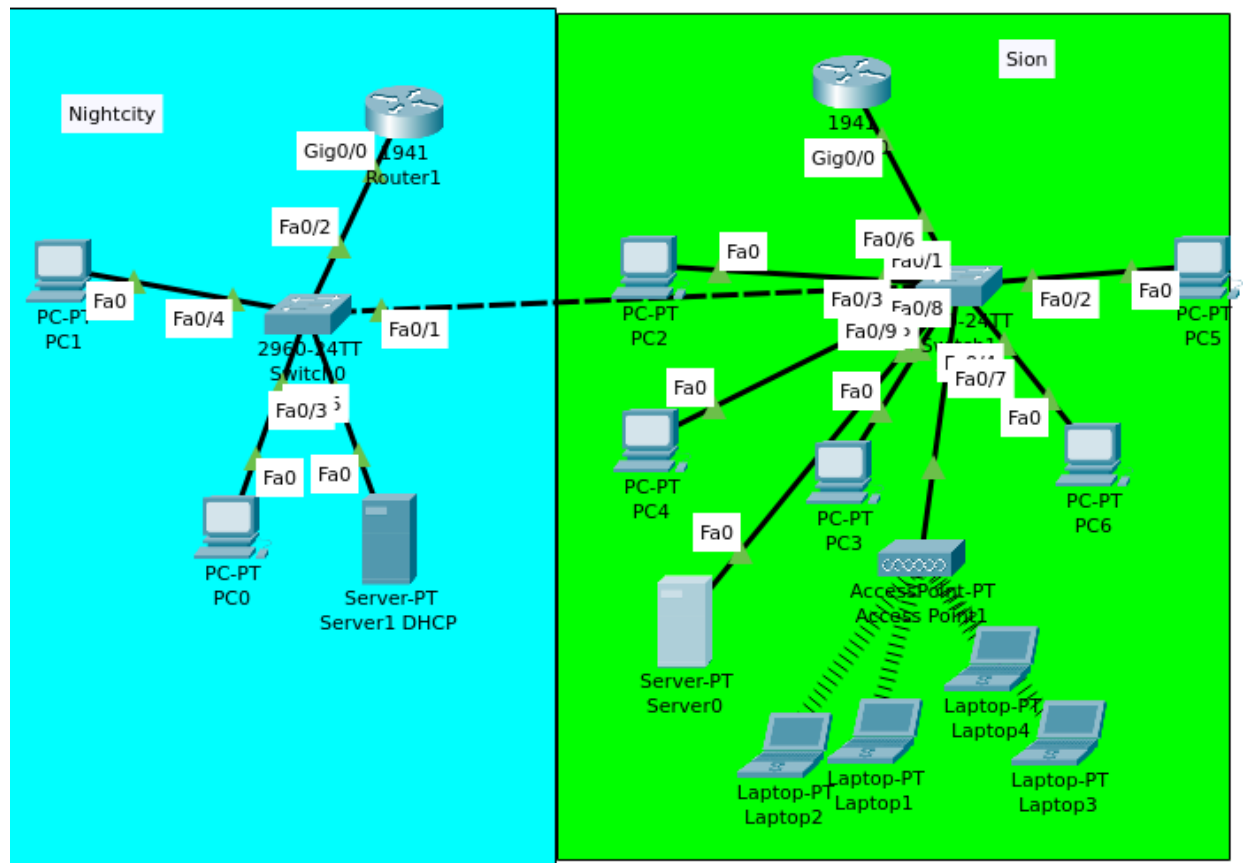 Nightcity
Sion
1941
Router1
Gig0/0
Fa0/2
PC-PT
PC1
Fa0
Fa0/4
2960-24TT
Switch0
Fa0/1
Fa0/3
Fa0
Fa0
PC-PT
PC0
Server-PT
Server1 DHCP
1941
Gig0/0
Fa0/6
Fa0/1
Fa0
PC-PT
PC2
Fa0/3
Fa0/8
Fa0/9
Fa0/2
Fa0
PC-PT
PC5
Fa0/7
Fa0
PC-PT
PC4
Fa0
PC-PT
PC3
Fa0
PC-PT
PC6
Fa0
Server-PT
Server0
AccessPoint-PT
Access Point1
Laptop-PT
Laptop4
Laptop-PT
Laptop2
Laptop-PT
Laptop1
Laptop-PT
Laptop3